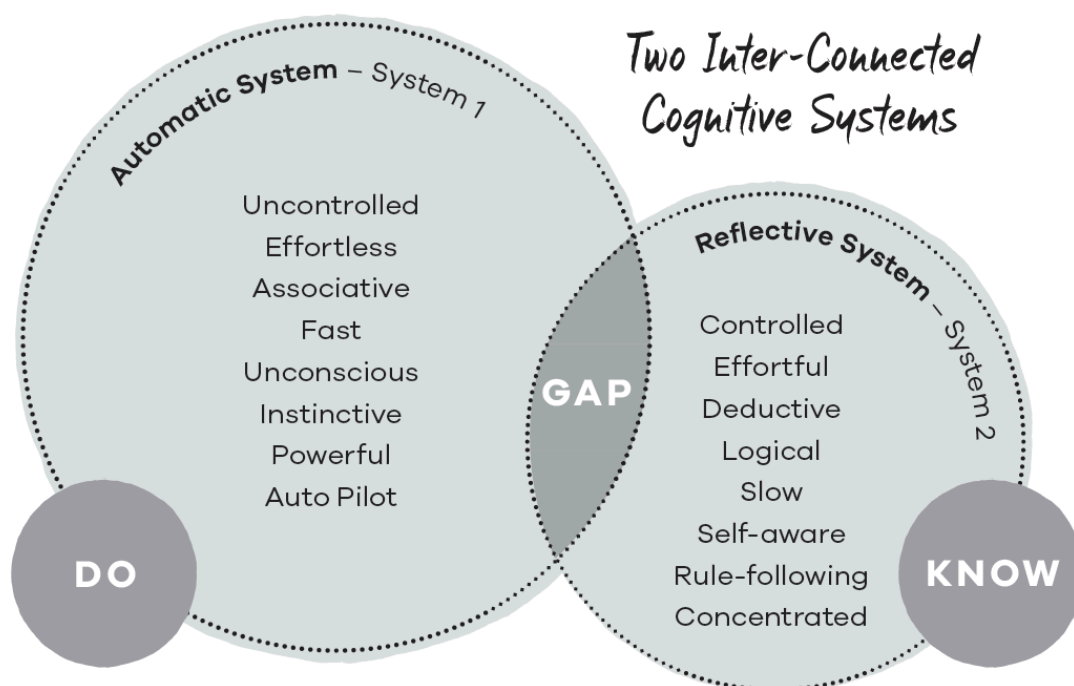 Two Inter-Connected
Cognitive Systems
Automatic System – System 1
Uncontrolled
Effortless
Associative
Fast
Unconscious
Instinctive
Powerful
Auto Pilot
DO
GAP
Reflective System – System 2
Controlled
Effortful
Deductive
Logical
Slow
Self-aware
Rule-following
Concentrated
KNOW